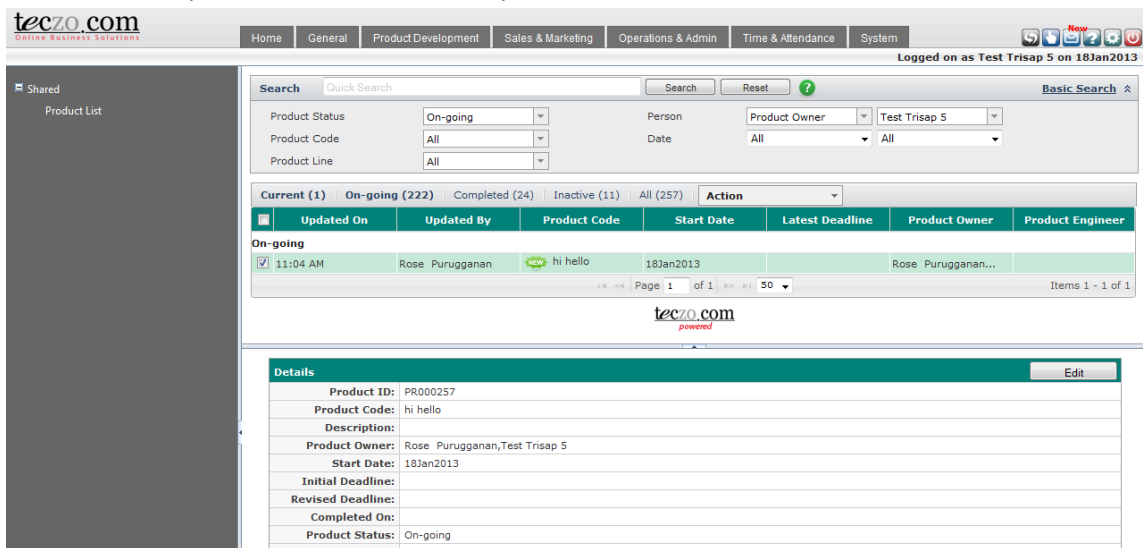 teczo.com
Online Business Solutions
Home General Product Development Sales & Marketing Operations & Admin Time & Attendance System
New
Logged on as Test Trisap 5 on 18Jan2013
Shared
Product List
Search Quick Search Search Reset ? Basic Search
Product Status On-going Person Product Owner Test Trisap 5
Product Code All Date All All
Product Line All
Current (1) On-going (222) Completed (24) Inactive (11) All (257) Action
Updated On Updated By Product Code Start Date Latest Deadline Product Owner Product Engineer
On-going
11:04 AM Rose Purugganan NEW hi hello 18Jan2013 Rose Purugganan...
Page 1 of 1 50 Items 1 - 1 of 1
teczo.com
powered
Details Edit
Product ID: PR000257
Product Code: hi hello
Description:
Product Owner: Rose Purugganan,Test Trisap 5
Start Date: 18Jan2013
Initial Deadline:
Revised Deadline:
Completed On:
Product Status: On-going